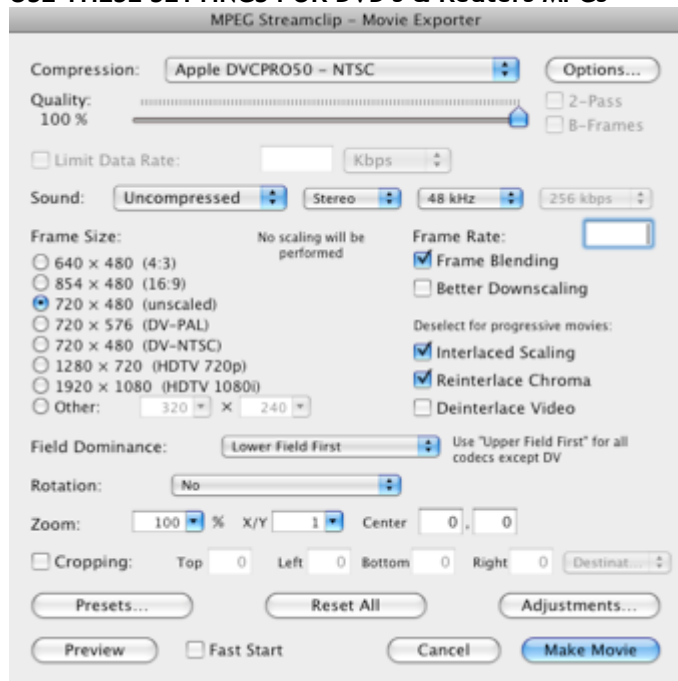 USE THESE SETTINGS FOR DVD's & Reuters MPGs
MPEG Streamclip – Movie Exporter
Compression: Apple DVCPRO50 – NTSC Options...
Quality: 100 % 2-Pass
B-Frames
Limit Data Rate: Kbps
Sound: Uncompressed Stereo 48 kHz 256 kbps
Frame Size: No scaling will be performed
640 × 480 (4:3)
854 × 480 (16:9)
720 × 480 (unscaled)
720 × 576 (DV-PAL)
720 × 480 (DV-NTSC)
1280 × 720 (HDTV 720p)
1920 × 1080 (HDTV 1080i)
Other: 320 × 240
Frame Rate:
Frame Blending
Better Downscaling
Deselect for progressive movies:
Interlaced Scaling
Reinterlace Chroma
Deinterlace Video
Field Dominance: Lower Field First Use "Upper Field First" for all codecs except DV
Rotation: No
Zoom: 100 % X/Y 1 Center 0 , 0
Cropping: Top 0 Left 0 Bottom 0 Right 0 Destinat...
Presets... Reset All Adjustments...
Preview Fast Start Cancel Make Movie